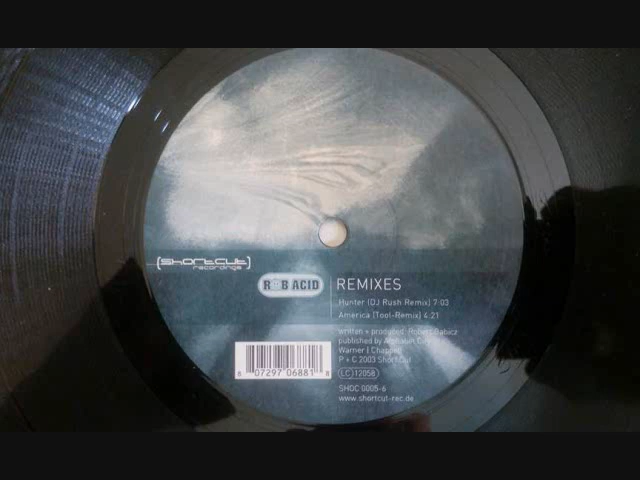 [shortcut]
recordings
ROB ACID
REMIXES
Hunter (DJ Rush Remix) 7:03
America (Tool-Remix) 4:21
written + produced: Robert Babicz
published by Alphabet City
Warner | Chappell
P + C 2003 ShortCut
LC 12058
8 07297 06881 8
SHOC 0005-6
www.shortcut-rec.de